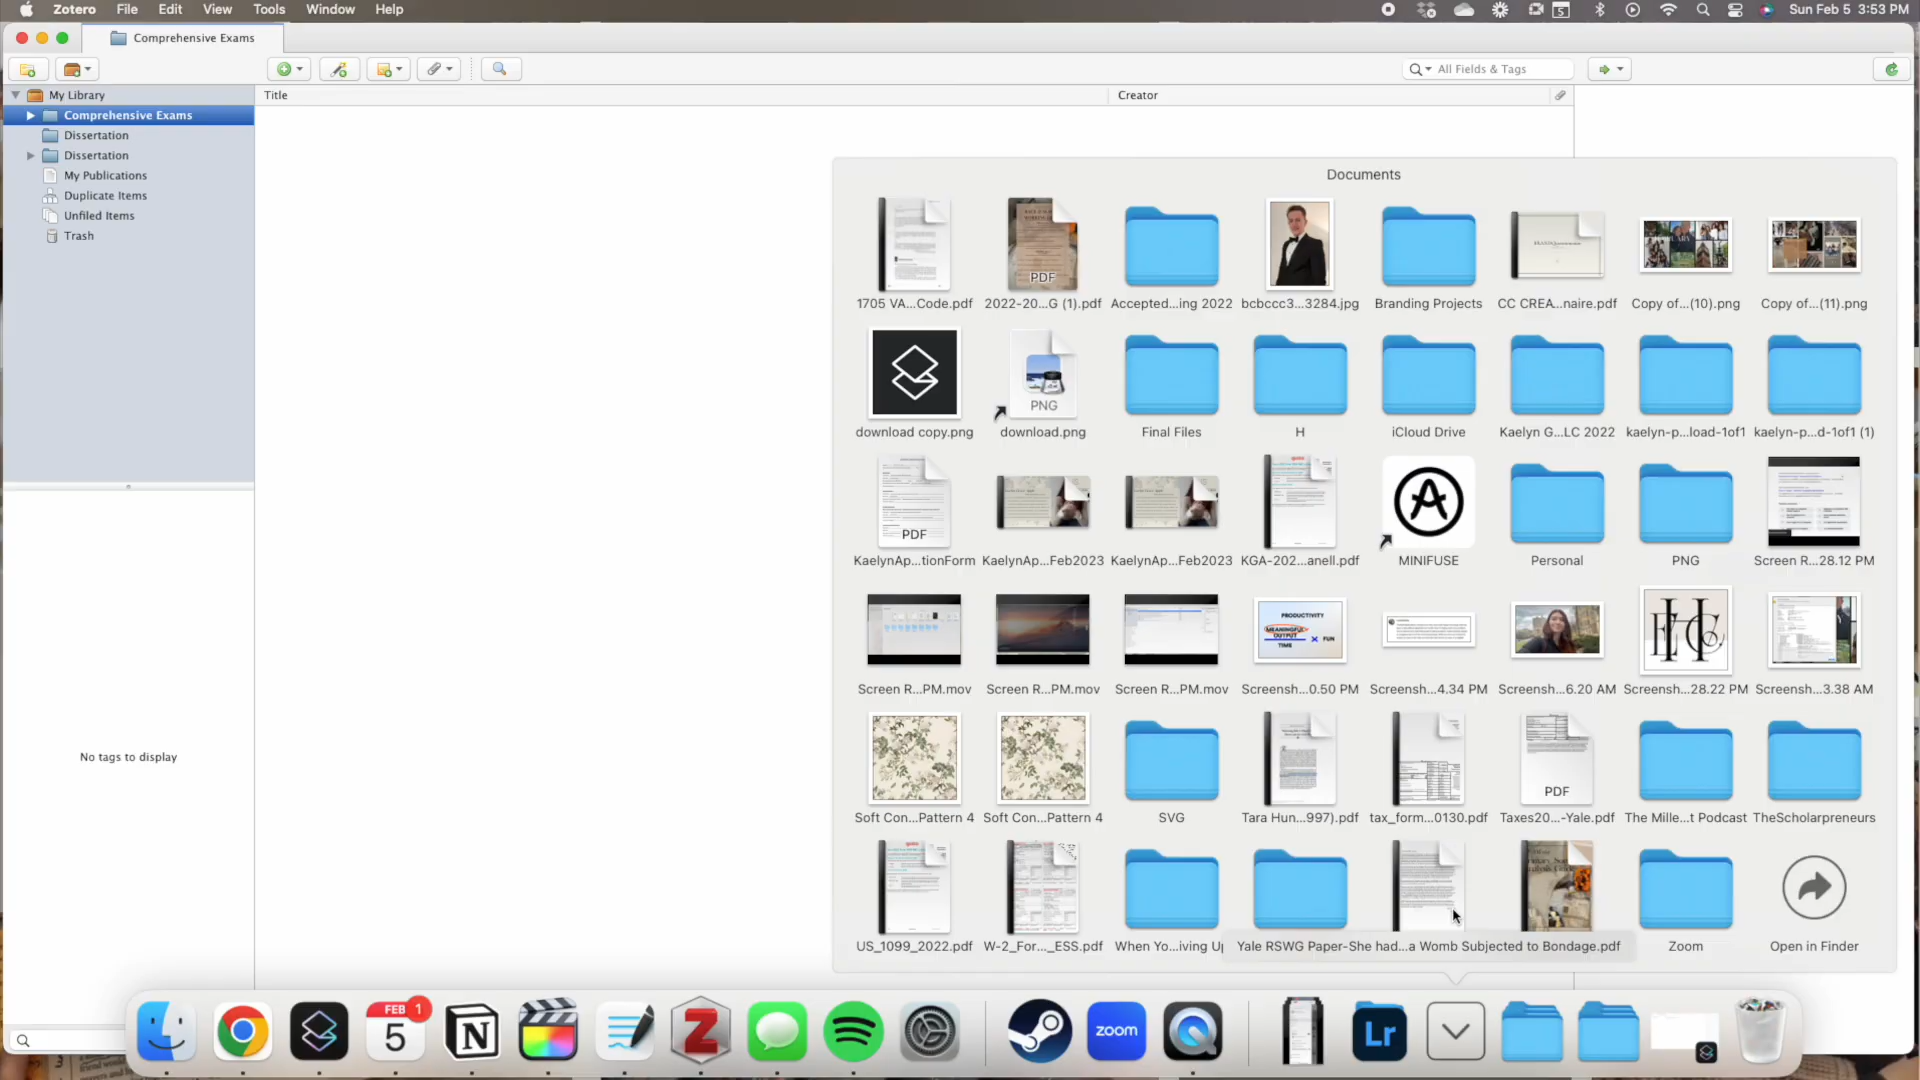 Zotero File Edit View Tools Window Help
5
Sun Feb 5 3:53 PM
Comprehensive Exams
All Fields & Tags
My Library
Title
Creator
Comprehensive Exams
Dissertation
Dissertation
My Publications
Duplicate Items
Unfiled Items
Trash
Documents
PDF
1705 VA...Code.pdf
2022-20...G (1).pdf
Accepted...ing 2022
bcbccc3...3284.jpg
Branding Projects
CC CREA...naire.pdf
Copy of...(10).png
Copy of...(11).png
PNG
download copy.png
download.png
Final Files
H
iCloud Drive
Kaelyn G...LC 2022
kaelyn-p...load-1of1
kaelyn-p...d-1of1 (1)
PDF
KaelynAp...tionForm
KaelynAp...Feb2023
KaelynAp...Feb2023
KGA-202...anell.pdf
MINIFUSE
Personal
PNG
Screen R...28.12 PM
PRODUCTIVITY
MEANINGFUL
OUTPUT
TIME
X FUN
Screen R...PM.mov
Screen R...PM.mov
Screen R...PM.mov
Screensh...0.50 PM
Screensh...4.34 PM
Screensh...6.20 AM
Screensh...28.22 PM
Screensh...3.38 AM
PDF
Soft Con...Pattern 4
Soft Con...Pattern 4
SVG
Tara Hun...997).pdf
tax_form...0130.pdf
Taxes20...-Yale.pdf
The Mille...t Podcast
TheScholarpreneurs
US_1099_2022.pdf
W-2_For..._ESS.pdf
When Yo...iving Up
Yale RSWG Paper-She had...a Womb Subjected to Bondage.pdf
Zoom
Open in Finder
No tags to display
FEB
5
1
N
Z
zoom
Lr